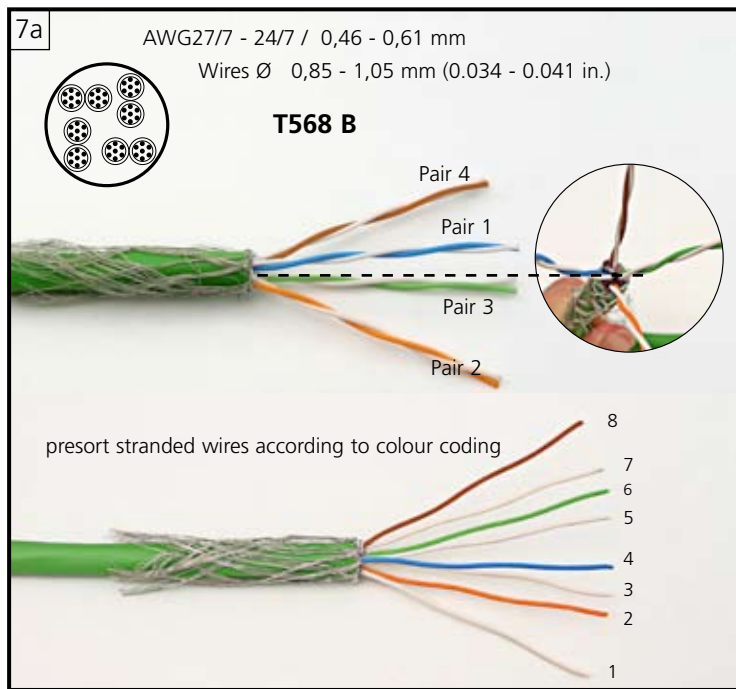 7a
AWG27/7 - 24/7 / 0,46 - 0,61 mm
Wires Ø 0,85 - 1,05 mm (0.034 - 0.041 in.)
T568 B
Pair 4
Pair 1
Pair 3
Pair 2
presort stranded wires according to colour coding
8
7
6
5
4
3
2
1